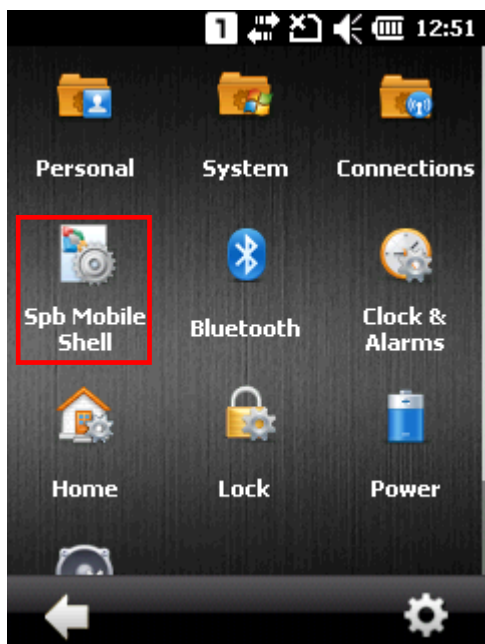 1 12:51
Personal System Connections
Spb Mobile Shell Bluetooth Clock & Alarms
Home Lock Power